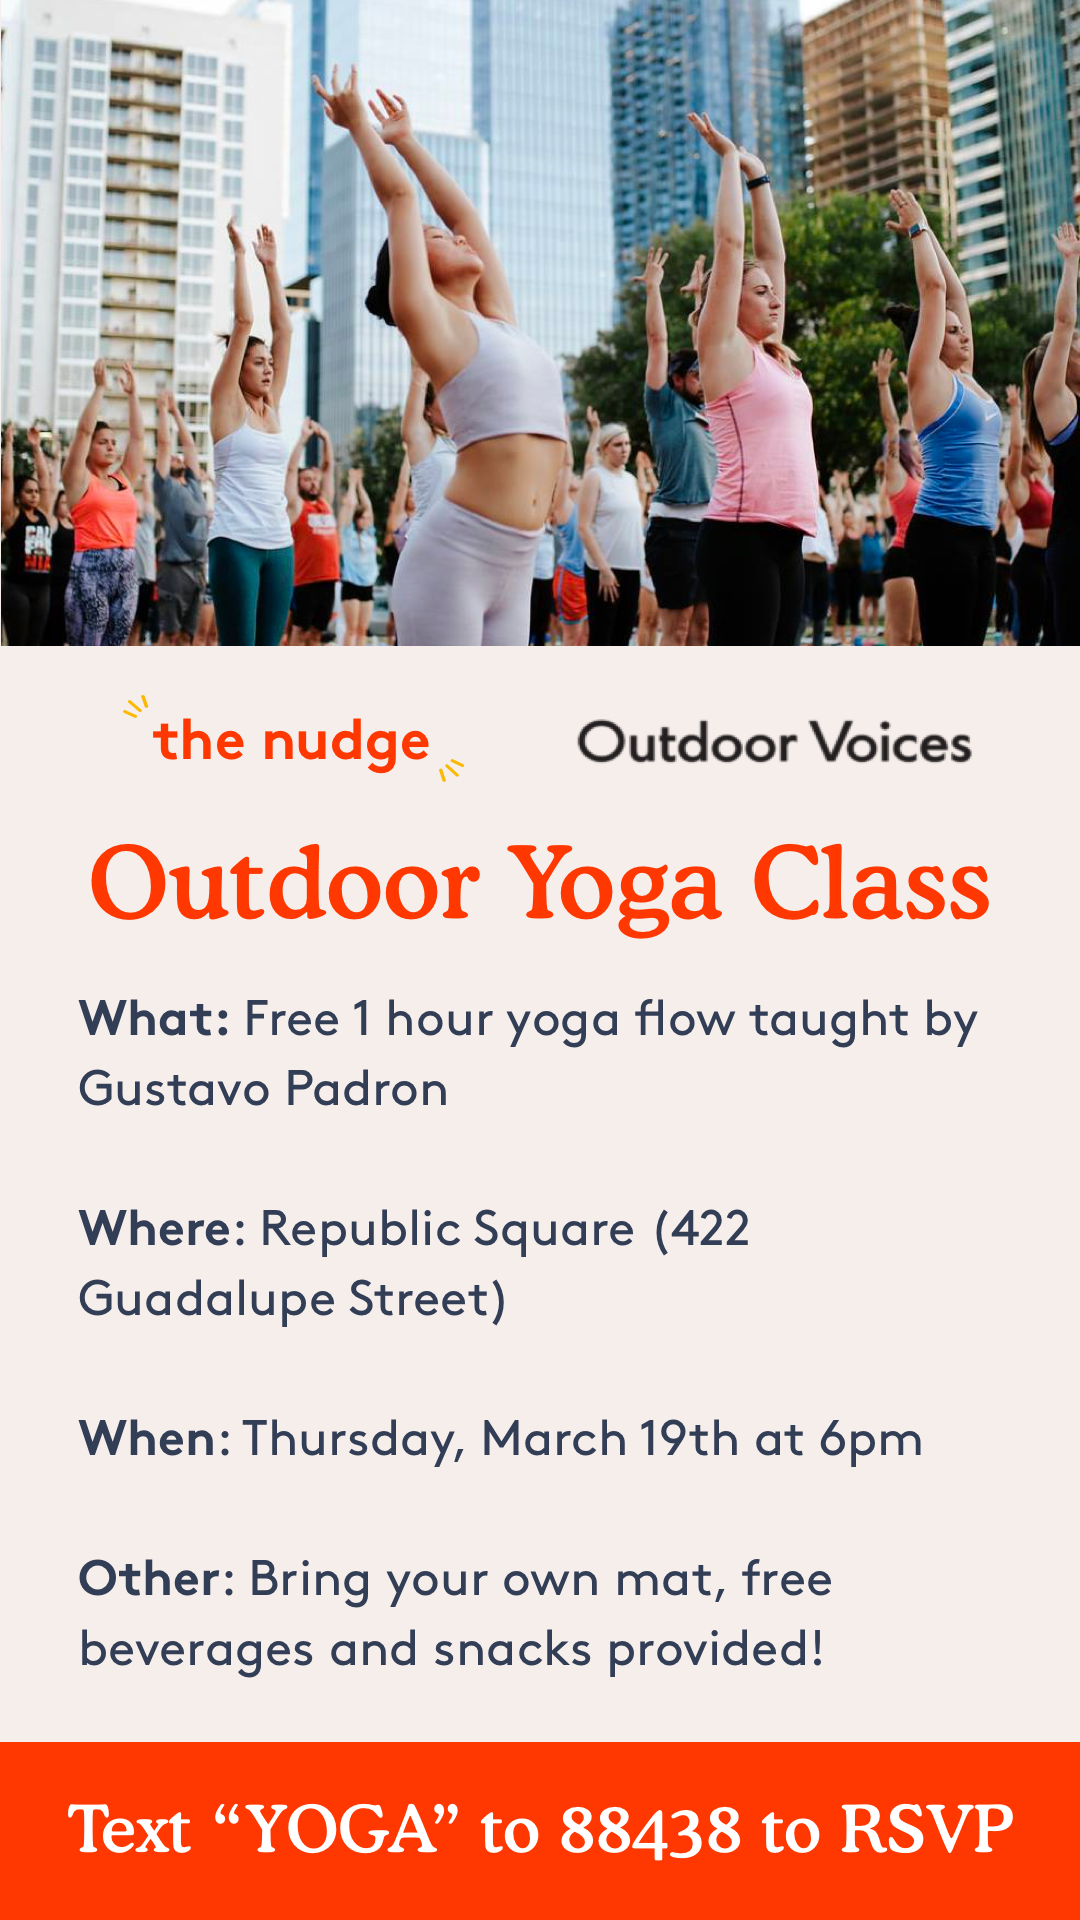 the nudge
Outdoor Voices
Outdoor Yoga Class
What: Free 1 hour yoga flow taught by
Gustavo Padron
Where: Republic Square (422
Guadalupe Street)
When: Thursday, March 19th at 6pm
Other: Bring your own mat, free
beverages and snacks provided!
Text “YOGA” to 88438 to RSVP